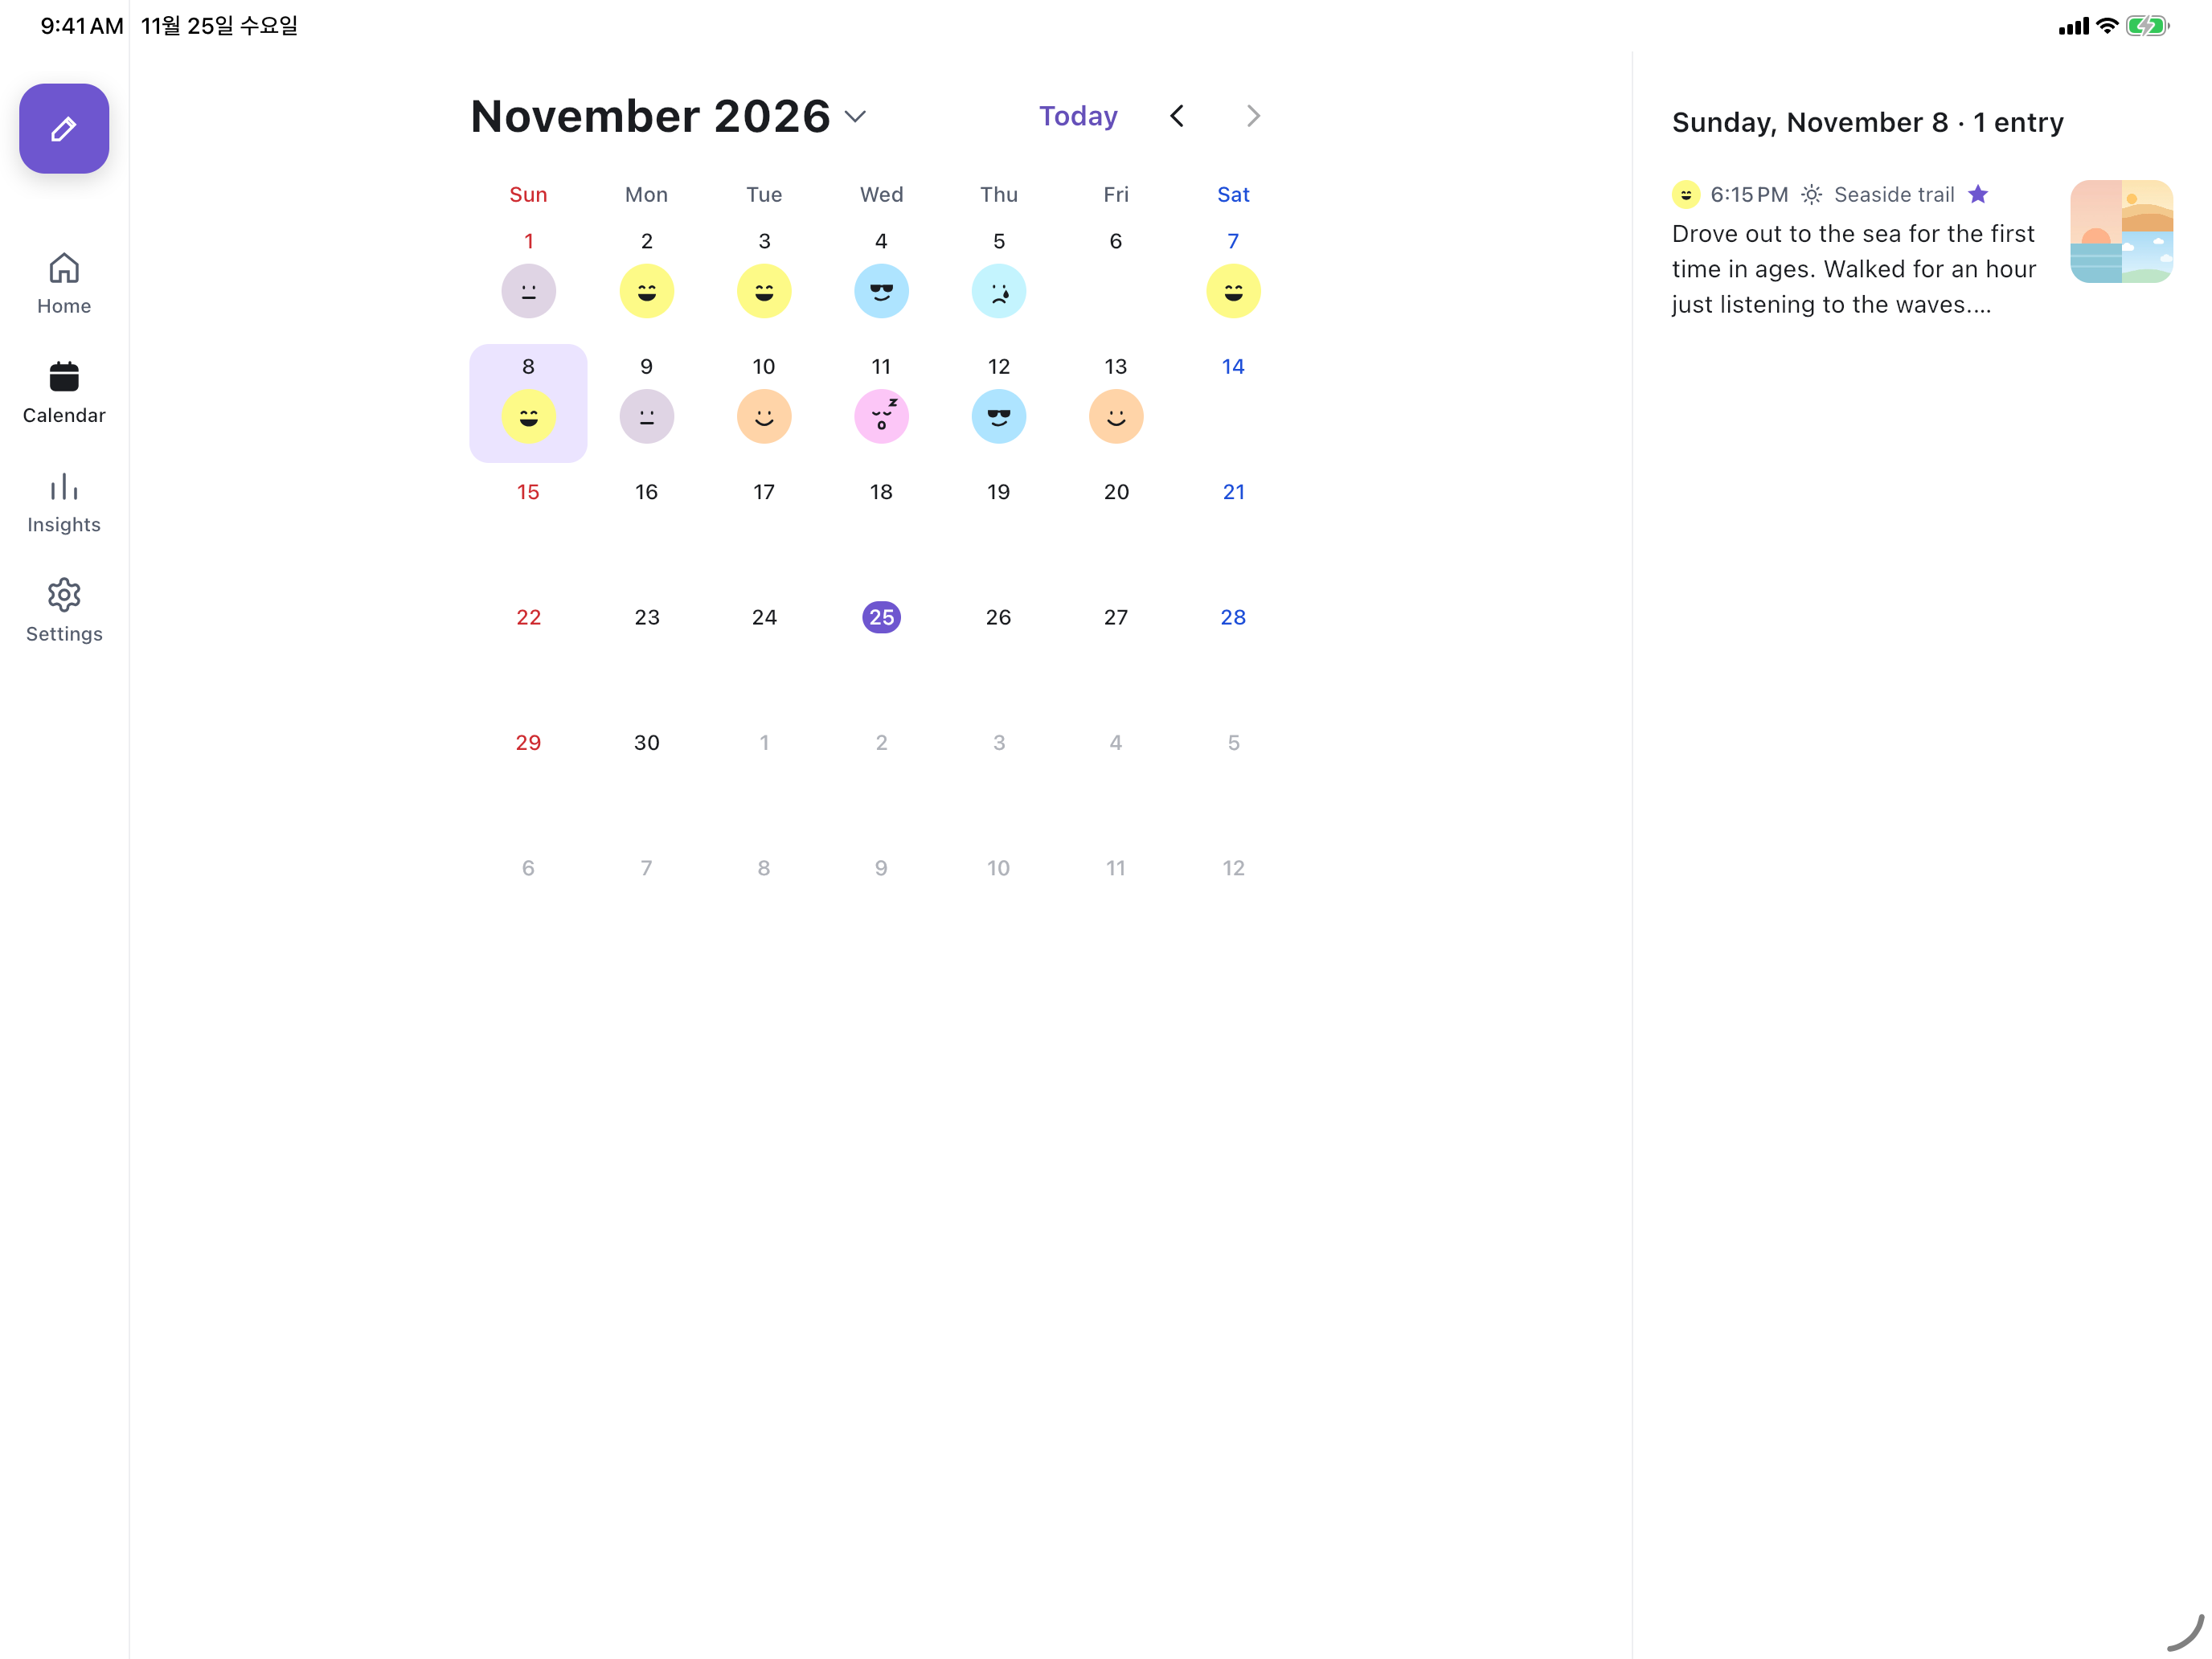 9:41 AM 11월 25일 수요일
Home
Calendar
Insights
Settings
November 2026
Today
Sun Mon Tue Wed Thu Fri Sat
1 2 3 4 5 6 7
8 9 10 11 12 13 14
15 16 17 18 19 20 21
22 23 24 25 26 27 28
29 30 1 2 3 4 5
6 7 8 9 10 11 12
Sunday, November 8 · 1 entry
6:15 PM Seaside trail
Drove out to the sea for the first
time in ages. Walked for an hour
just listening to the waves....